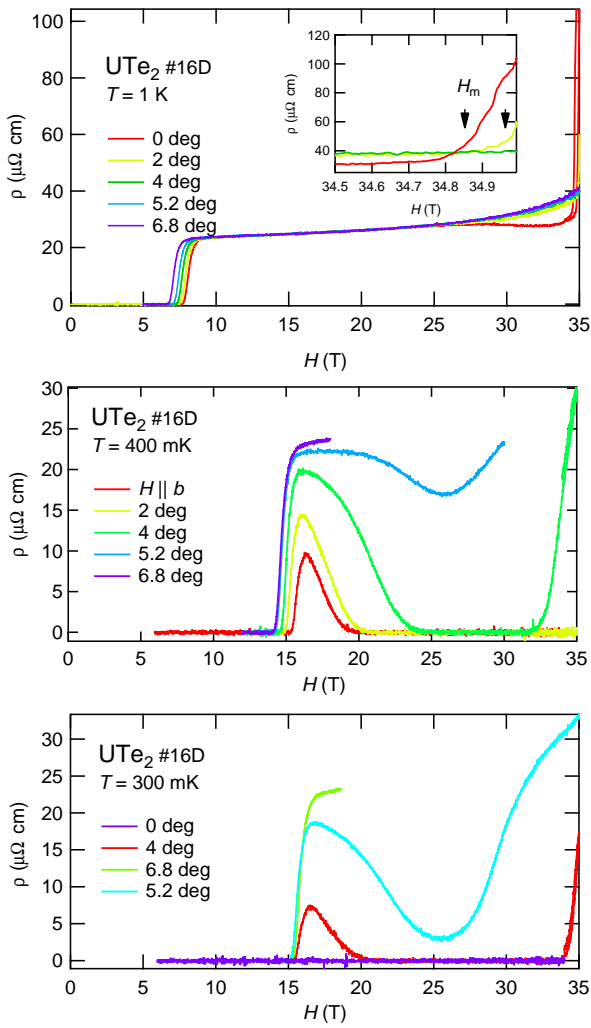 120
100
80
60
40
ρ (μΩ cm)
Hm
34.5 34.6 34.7 34.8 34.9
H (T)
UTe2 #16D
T = 1 K
0 deg
2 deg
4 deg
5.2 deg
6.8 deg
100
80
60
40
20
0
ρ (μΩ cm)
0 5 10 15 20 25 30 35
H (T)
UTe2 #16D
T = 400 mK
H || b
2 deg
4 deg
5.2 deg
6.8 deg
30
25
20
15
10
5
0
ρ (μΩ cm)
0 5 10 15 20 25 30 35
H (T)
UTe2 #16D
T = 300 mK
0 deg
4 deg
6.8 deg
5.2 deg
30
25
20
15
10
5
0
ρ (μΩ cm)
0 5 10 15 20 25 30 35
H (T)